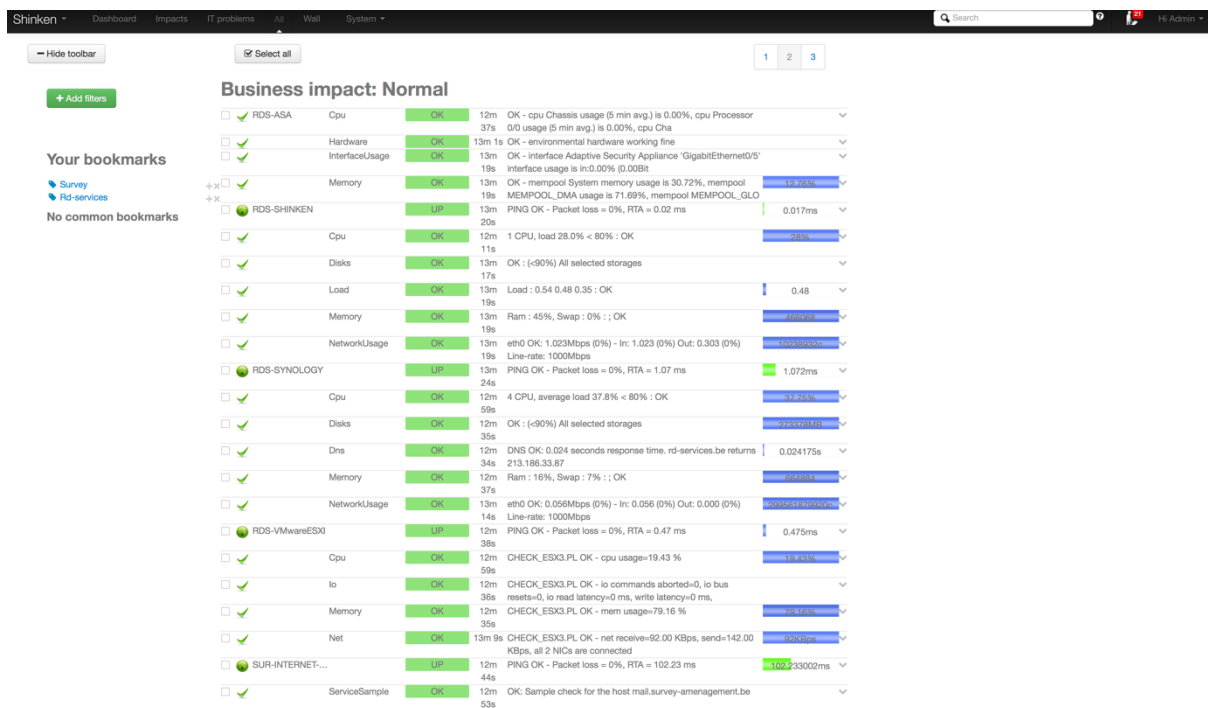 Shinken Dashboard Impacts IT problems All Wall System Search 21 Hi Admin
Hide toolbar Select all 1 2 3
Business impact: Normal
+ Add filters
Your bookmarks
Survey
Rd-services
No common bookmarks
RDS-ASA Cpu OK 12m OK - cpu Chassis usage (5 min avg.) is 0.00%, cpu Processor
37s 0/0 usage (5 min avg.) is 0.00%, cpu Cha
Hardware OK 13m 1s OK - environmental hardware working fine
InterfaceUsage OK 13m OK - interface Adaptive Security Appliance 'GigabitEthernet0/5'
19s interface usage is in:0.00% (0.00Bit
Memory OK 13m OK - mempool System memory usage is 30.72%, mempool 12.76%
19s MEMPOOL_DMA usage is 71.69%, mempool MEMPOOL_GLO
RDS-SHINKEN UP 13m PING OK - Packet loss = 0%, RTA = 0.02 ms 0.017ms
20s
Cpu OK 12m 1 CPU, load 28.0% < 80% : OK 28%
11s
Disks OK 13m OK : (<90%) All selected storages
17s
Load OK 13m Load : 0.54 0.48 0.35 : OK 0.48
19s
Memory OK 13m Ram : 45%, Swap : 0% : ; OK
19s
NetworkUsage OK 13m eth0 OK: 1.023Mbps (0%) - In: 1.023 (0%) Out: 0.303 (0%)
19s Line-rate: 1000Mbps
RDS-SYNOLOGY UP 13m PING OK - Packet loss = 0%, RTA = 1.07 ms 1.072ms
24s
Cpu OK 12m 4 CPU, average load 37.8% < 80% : OK 37.75%
59s
Disks OK 12m OK : (<90%) All selected storages
35s
Dns OK 12m DNS OK: 0.024 seconds response time. rd-services.be returns 0.024175s
34s 213.186.33.87
Memory OK 12m Ram : 16%, Swap : 7% : ; OK
37s
NetworkUsage OK 13m eth0 OK: 0.056Mbps (0%) - In: 0.056 (0%) Out: 0.000 (0%)
14s Line-rate: 1000Mbps
RDS-VMwareESXI UP 12m PING OK - Packet loss = 0%, RTA = 0.47 ms 0.475ms
38s
Cpu OK 12m CHECK_ESX3.PL OK - cpu usage=19.43 % 19.43%
59s
Io OK 12m CHECK_ESX3.PL OK - io commands aborted=0, io bus
36s resets=0, io read latency=0 ms, write latency=0 ms,
Memory OK 12m CHECK_ESX3.PL OK - mem usage=79.16 % 79.16%
35s
Net OK 13m 9s CHECK_ESX3.PL OK - net receive=92.00 KBps, send=142.00 92KBps
KBps, all 2 NICs are connected
SUR-INTERNET-... UP 12m PING OK - Packet loss = 0%, RTA = 102.23 ms 102.233002ms
44s
ServiceSample OK 12m OK: Sample check for the host mail.survey-amenagement.be
53s